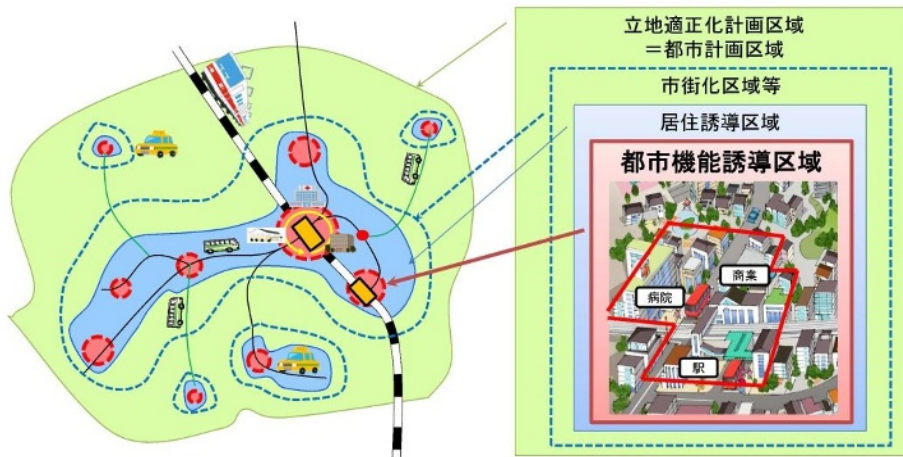 立地適正化計画区域
＝都市計画区域
市街化区域等
居住誘導区域
都市機能誘導区域
商業
病院
駅